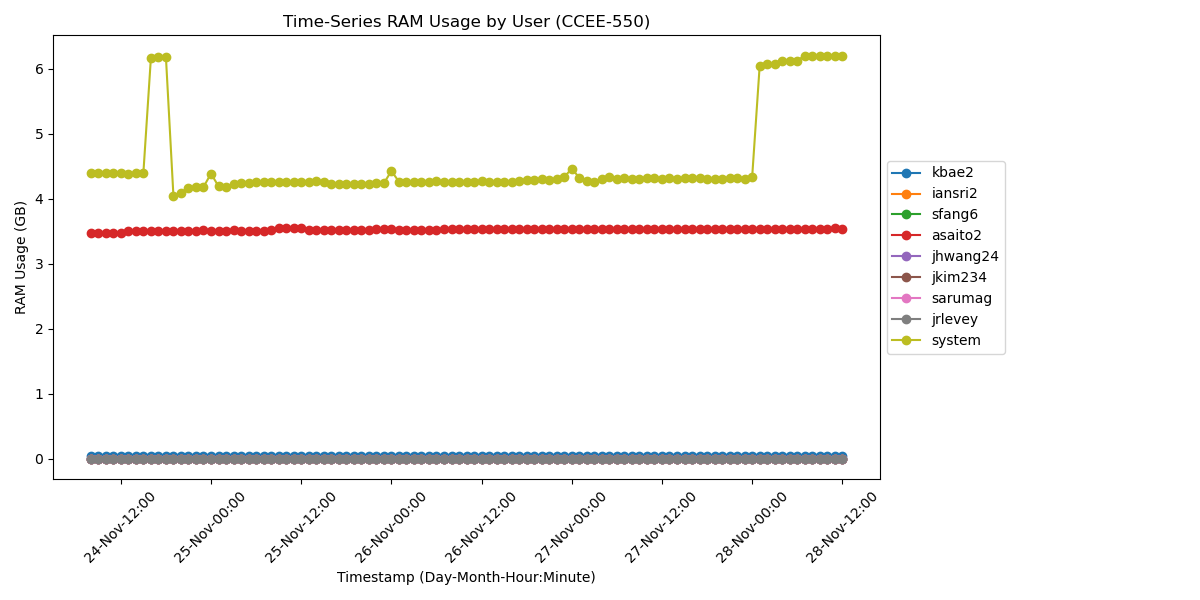 Time-Series RAM Usage by User (CCEE-550)
6
5
4
3
2
1
0
RAM Usage (GB)
24-Nov-12:00
25-Nov-00:00
25-Nov-12:00
26-Nov-00:00
26-Nov-12:00
27-Nov-00:00
27-Nov-12:00
28-Nov-00:00
28-Nov-12:00
Timestamp (Day-Month-Hour:Minute)
kbae2
iansri2
sfang6
asaito2
jhwang24
jkim234
sarumag
jrlevey
system